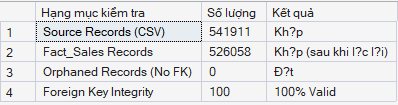 Hạng mục kiểm tra Số lượng Kết quả
1 Source Records (CSV) 541911 Kh?p
2 Fact_Sales Records 526058 Kh?p (sau khi l?c l?i)
3 Orphaned Records (No FK) 0 Ð?t
4 Foreign Key Integrity 100 100% Valid